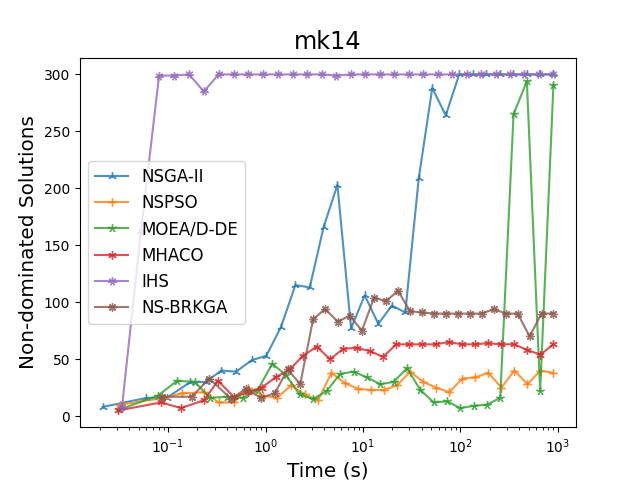 mk14
Non-dominated Solutions
300
250
200
150
100
50
0
NSGA-II
NSPSO
MOEA/D-DE
MHACO
IHS
NS-BRKGA
10⁻¹
10⁰
10¹
10²
10³
Time (s)